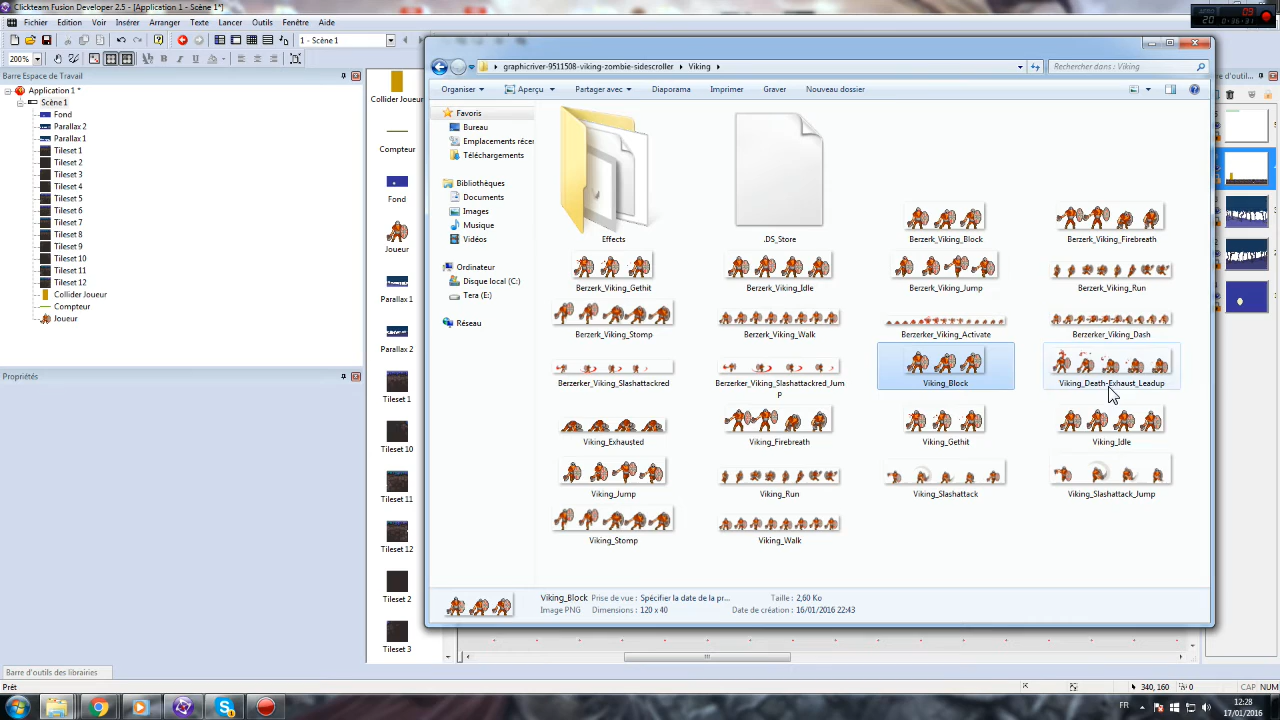 Clickteam Fusion Developer 2.5 - [Application 1 - Scène 1*]
Fichier Edition Voir Insérer Arranger Texte Lancer Outils Fenêtre Aide
1 - Scène 1
200%
Barre Espace de Travail
Application 1 *
Scène 1
Fond
Parallax 2
Parallax 1
Tileset 1
Tileset 2
Tileset 3
Tileset 4
Tileset 5
Tileset 6
Tileset 7
Tileset 8
Tileset 9
Tileset 10
Tileset 11
Tileset 12
Collider Joueur
Compteur
Joueur
Propriétés
Barre d'outils des librairies
Prêt
Collider Joueur
Compteur
Fond
Joueur
Parallax 1
Parallax 2
Tileset 1
Tileset 10
Tileset 11
Tileset 12
Tileset 2
Tileset 3
graphicriver-9511508-viking-zombie-sidescroller Viking
Rechercher dans : Viking
Organiser Aperçu Partager avec Diaporama Imprimer Graver Nouveau dossier
Favoris
Bureau
Emplacements récen
Téléchargements
Bibliothèques
Documents
Images
Musique
Vidéos
Ordinateur
Disque local (C:)
Tera (E:)
Réseau
Effects .DS_Store Berzerk_Viking_Block Berzerk_Viking_Firebreath
Berzerk_Viking_Gethit Berzerk_Viking_Idle Berzerk_Viking_Jump Berzerk_Viking_Run
Berzerk_Viking_Stomp Berzerk_Viking_Walk Berzerker_Viking_Activate Berzerker_Viking_Dash
Berzerker_Viking_Slashattackred Berzerker_Viking_Slashattackred_Jum
p Viking_Block Viking_Death-Exhaust_Leadup
Viking_Exhausted Viking_Firebreath Viking_Gethit Viking_Idle
Viking_Jump Viking_Run Viking_Slashattack Viking_Slashattack_Jump
Viking_Stomp Viking_Walk
Viking_Block Prise de vue : Spécifier la date de la pr... Taille : 2,60 Ko
Image PNG Dimensions : 120 x 40 Date de création : 16/01/2016 22:43
d'outil...
20
340, 160 0 CAP NUM
FR
12:28
17/01/2016